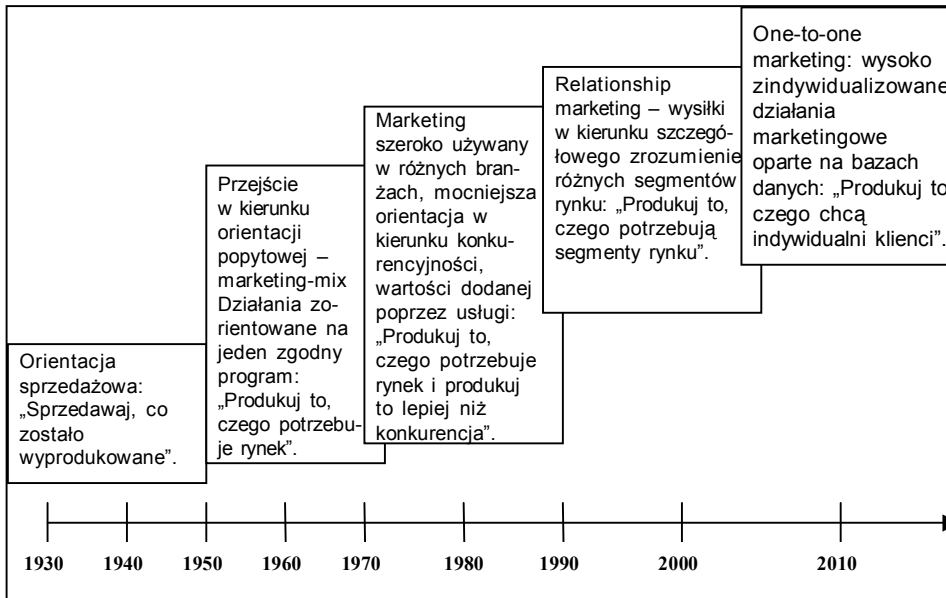 Orientacja
sprzedażowa:
„Sprzedawaj, co
zostało
wyprodukowane”.
Przejście
w kierunku
orientacji
popytowej –
marketing-mix
Działania zo-
rientowane na
jeden zgodny
program:
„Produkuj to,
czego potrzebu-
je rynek”.
Marketing
szeroko używany
w różnych bran-
żach, mocniejsza
orientacja w
kierunku konku-
rencyjności,
wartości dodanej
poprzez usługi:
„Produkuj to,
czego potrzebuje
rynek i produkuj
to lepiej niż
konkurencja”.
Relationship
marketing – wysiłki
w kierunku szczegó-
łowego zrozumienie
różnych segmentów
rynku: „Produkuj to,
czego potrzebują
segmenty rynku”.
One-to-one
marketing: wysoko
zindywidualizowane
działania
marketingowe
oparte na bazach
danych: „Produkuj to
czego chcą
indywidualni klienci”.
1930 1940 1950 1960 1970 1980 1990 2000 2010